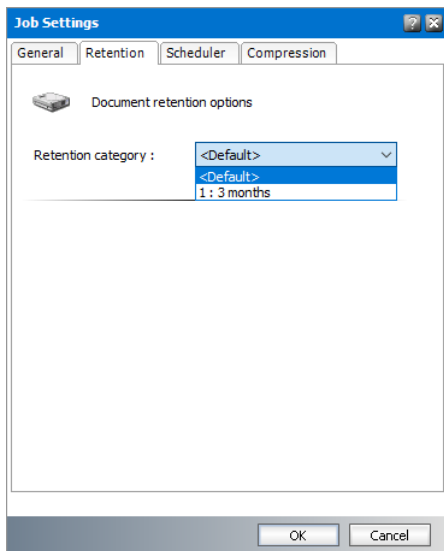 Job Settings
General Retention Scheduler Compression
Document retention options
Retention category : <Default>
<Default>
1 : 3 months
OK Cancel